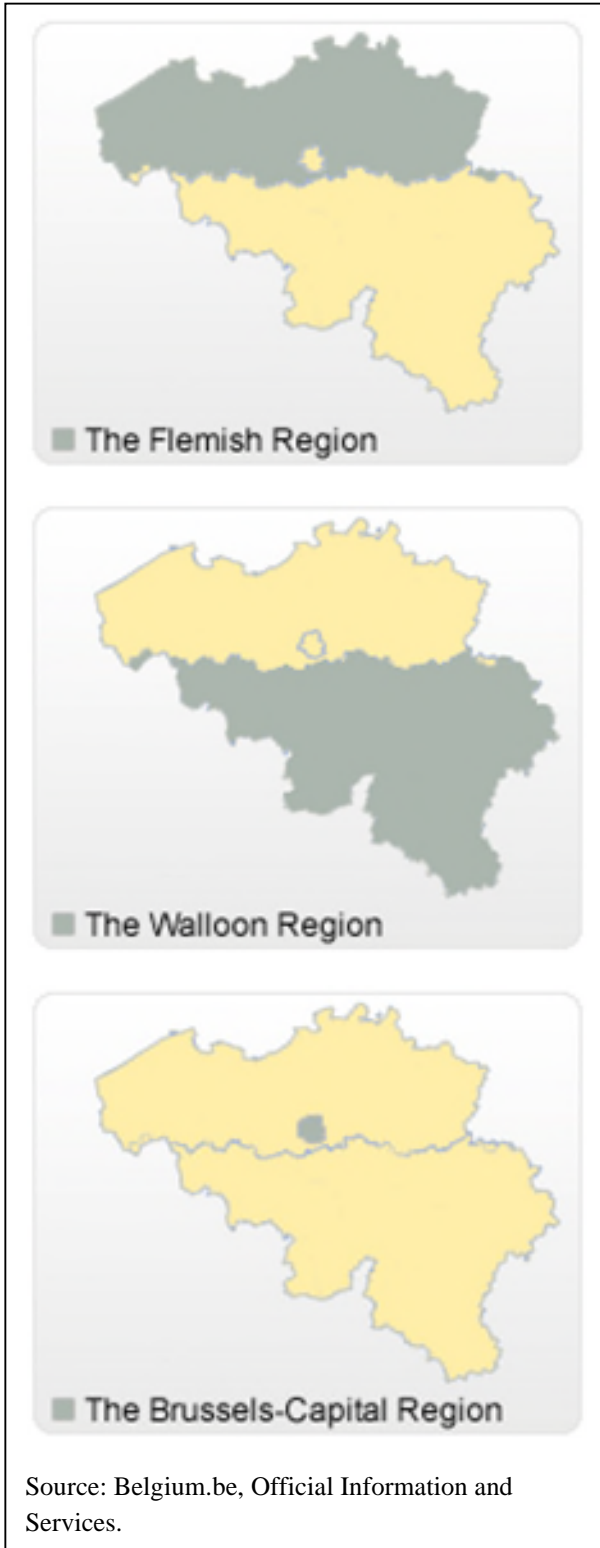 The Flemish Region
The Walloon Region
The Brussels-Capital Region
Source: Belgium.be, Official Information and
Services.